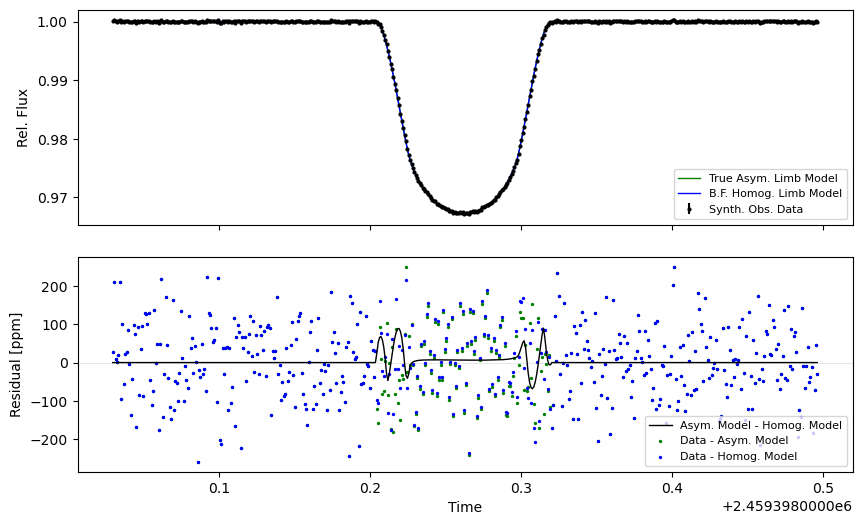 1.00
0.99
0.98
0.97
Rel. Flux
True Asym. Limb Model
B.F. Homog. Limb Model
Synth. Obs. Data
200
100
0
−100
−200
Residual [ppm]
Asym. Model - Homog. Model
Data - Asym. Model
Data - Homog. Model
0.1
0.2
0.3
0.4
0.5
Time
+2.4593980000e6